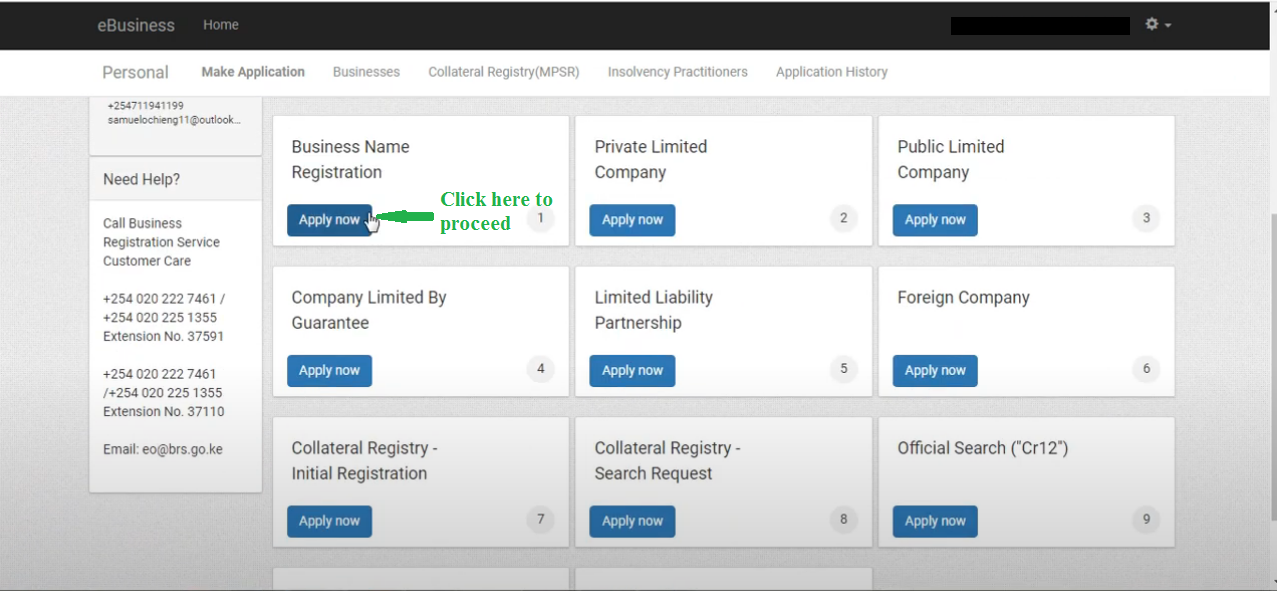 eBusiness Home
Personal Make Application Businesses Collateral Registry(MPSR) Insolvency Practitioners Application History
+254711941199
samuelochieng11@outlook...
Need Help?
Call Business
Registration Service
Customer Care
+254 020 222 7461 /
+254 020 225 1355
Extension No. 37591
+254 020 222 7461
/+254 020 225 1355
Extension No. 37110
Email: eo@brs.go.ke
Business Name
Registration
Apply now
Click here to
proceed
1
Private Limited
Company
Apply now 2
Public Limited
Company
Apply now 3
Company Limited By
Guarantee
Apply now 4
Limited Liability
Partnership
Apply now 5
Foreign Company
Apply now 6
Collateral Registry -
Initial Registration
Apply now 7
Collateral Registry -
Search Request
Apply now 8
Official Search ("Cr12")
Apply now 9